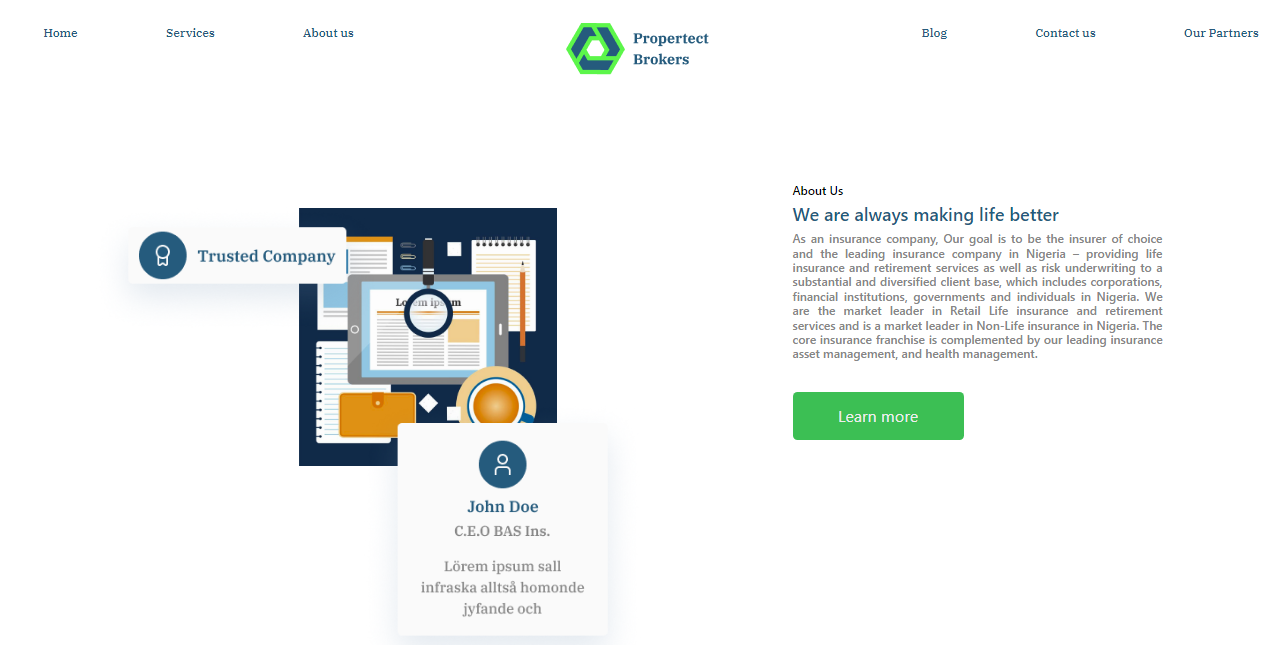 Home
Services
About us
Propertect
Brokers
Blog
Contact us
Our Partners
Trusted Company
Lorem ipsum
John Doe
C.E.O BAS Ins.
Lörem ipsum sall
infraska alltså homonde
jyfande och
About Us
We are always making life better
As an insurance company, Our goal is to be the insurer of choice
and the leading insurance company in Nigeria – providing life
insurance and retirement services as well as risk underwriting to a
substantial and diversified client base, which includes corporations,
financial institutions, governments and individuals in Nigeria. We
are the market leader in Retail Life insurance and retirement
services and is a market leader in Non-Life insurance in Nigeria. The
core insurance franchise is complemented by our leading insurance
asset management, and health management.
Learn more